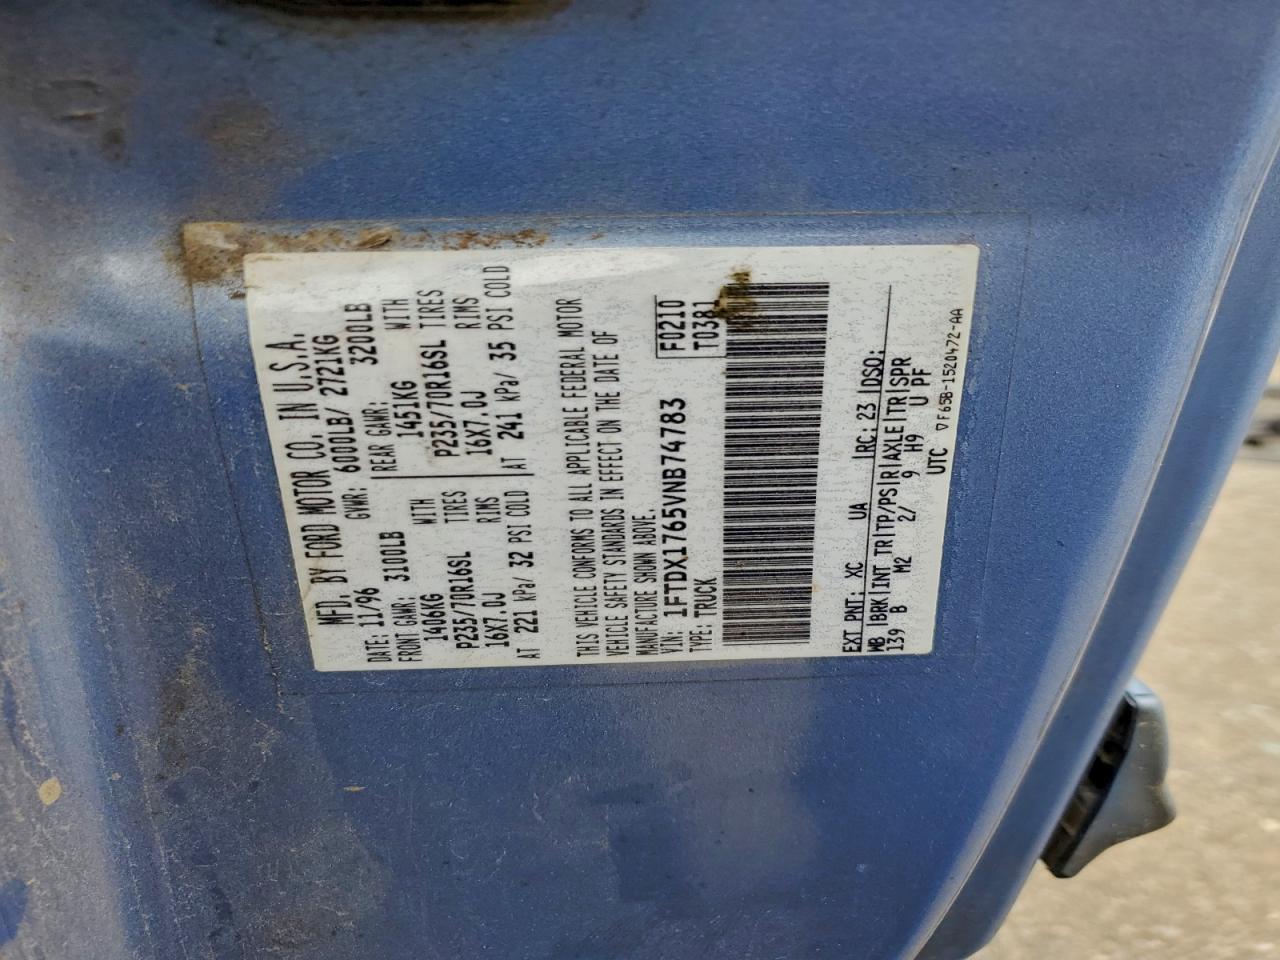 MFD. BY FORD MOTOR CO. IN U.S.A.
DATE: 11/96 GVWR: 6000LB/ 2721KG
FRONT GAWR: 3100LB REAR GAWR: 3200LB
1406KG WITH 1451KG WITH
P235/70R16SL TIRES P235/70R16SL TIRES
16X7.0J RIMS 16X7.0J RIMS
AT 221 kPa/ 32 PSI COLD AT 241 kPa/ 35 PSI COLD
THIS VEHICLE CONFORMS TO ALL APPLICABLE FEDERAL MOTOR
VEHICLE SAFETY STANDARDS IN EFFECT ON THE DATE OF
MANUFACTURE SHOWN ABOVE.
VIN: 1FTDX1765VNB74783 F0210
TYPE: TRUCK T0381
EXT PNT: XC UA RC: 23 DSO:
WB BRK INT TR TP/PS R AXLE TR SPR
139 B M2 2/ 9 H9 U PF
UTC ▽F65B-1520472-AA